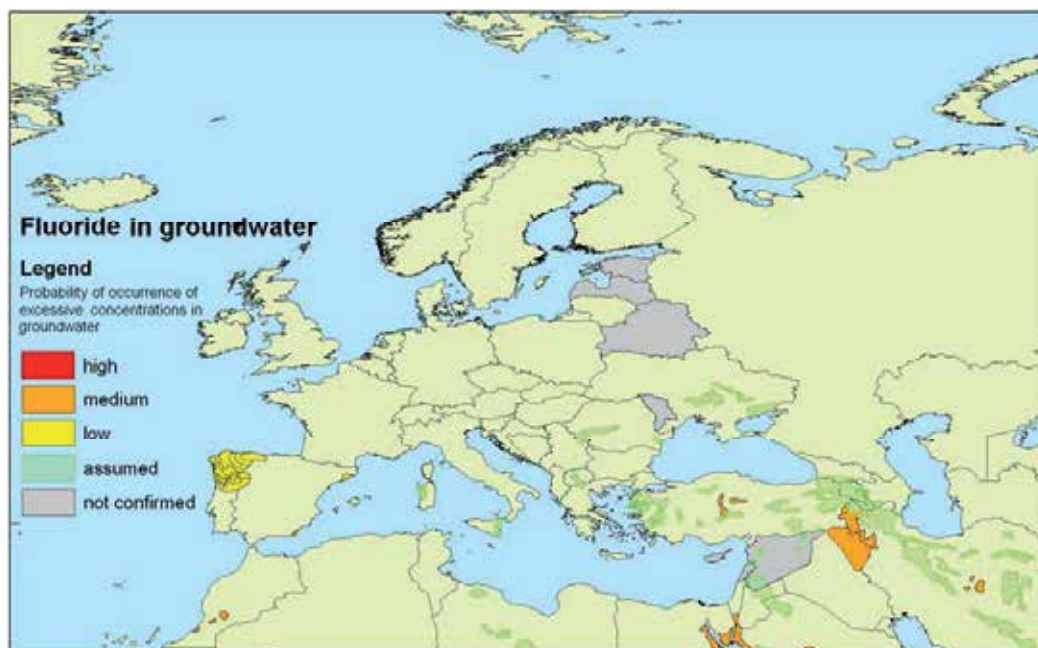 Fluoride in groundwater
Legend
Probability of occurrence of
excessive concentrations in
groundwater
high
medium
low
assumed
not confirmed